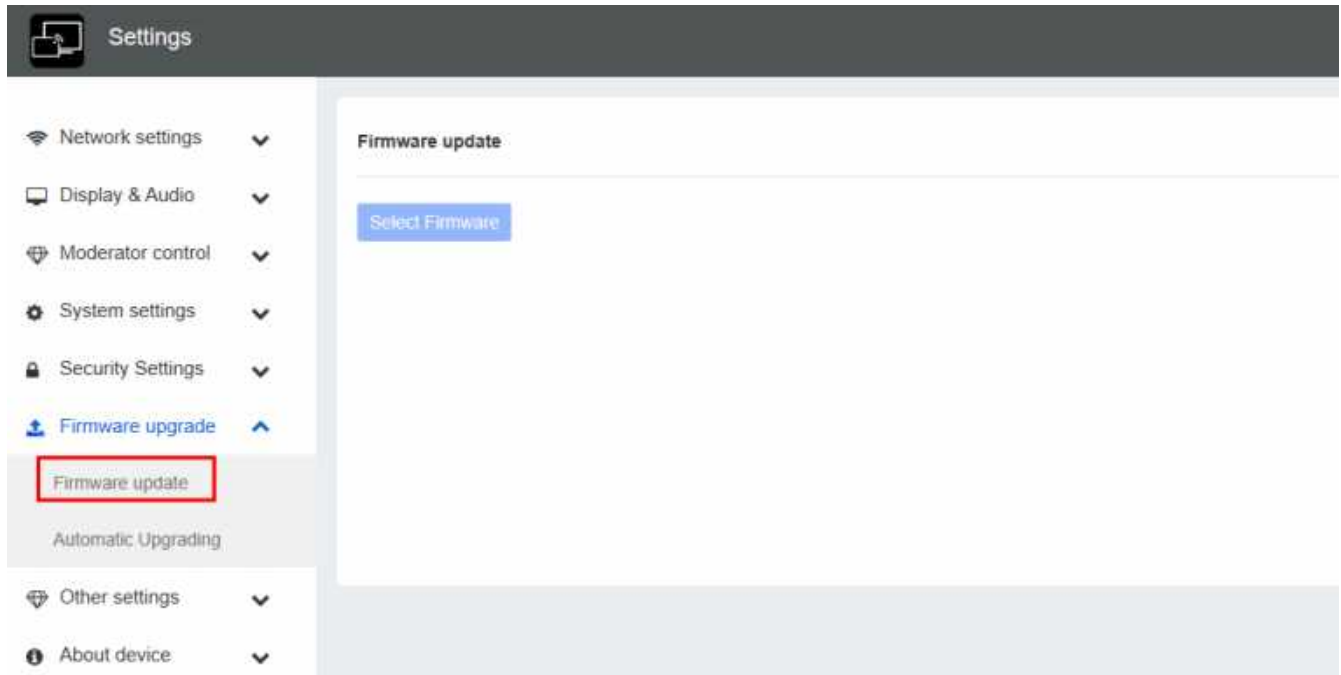 Settings
Network settings
Display & Audio
Moderator control
System settings
Security Settings
Firmware upgrade
Firmware update
Automatic Upgrading
Other settings
About device
Firmware update
Select Firmware